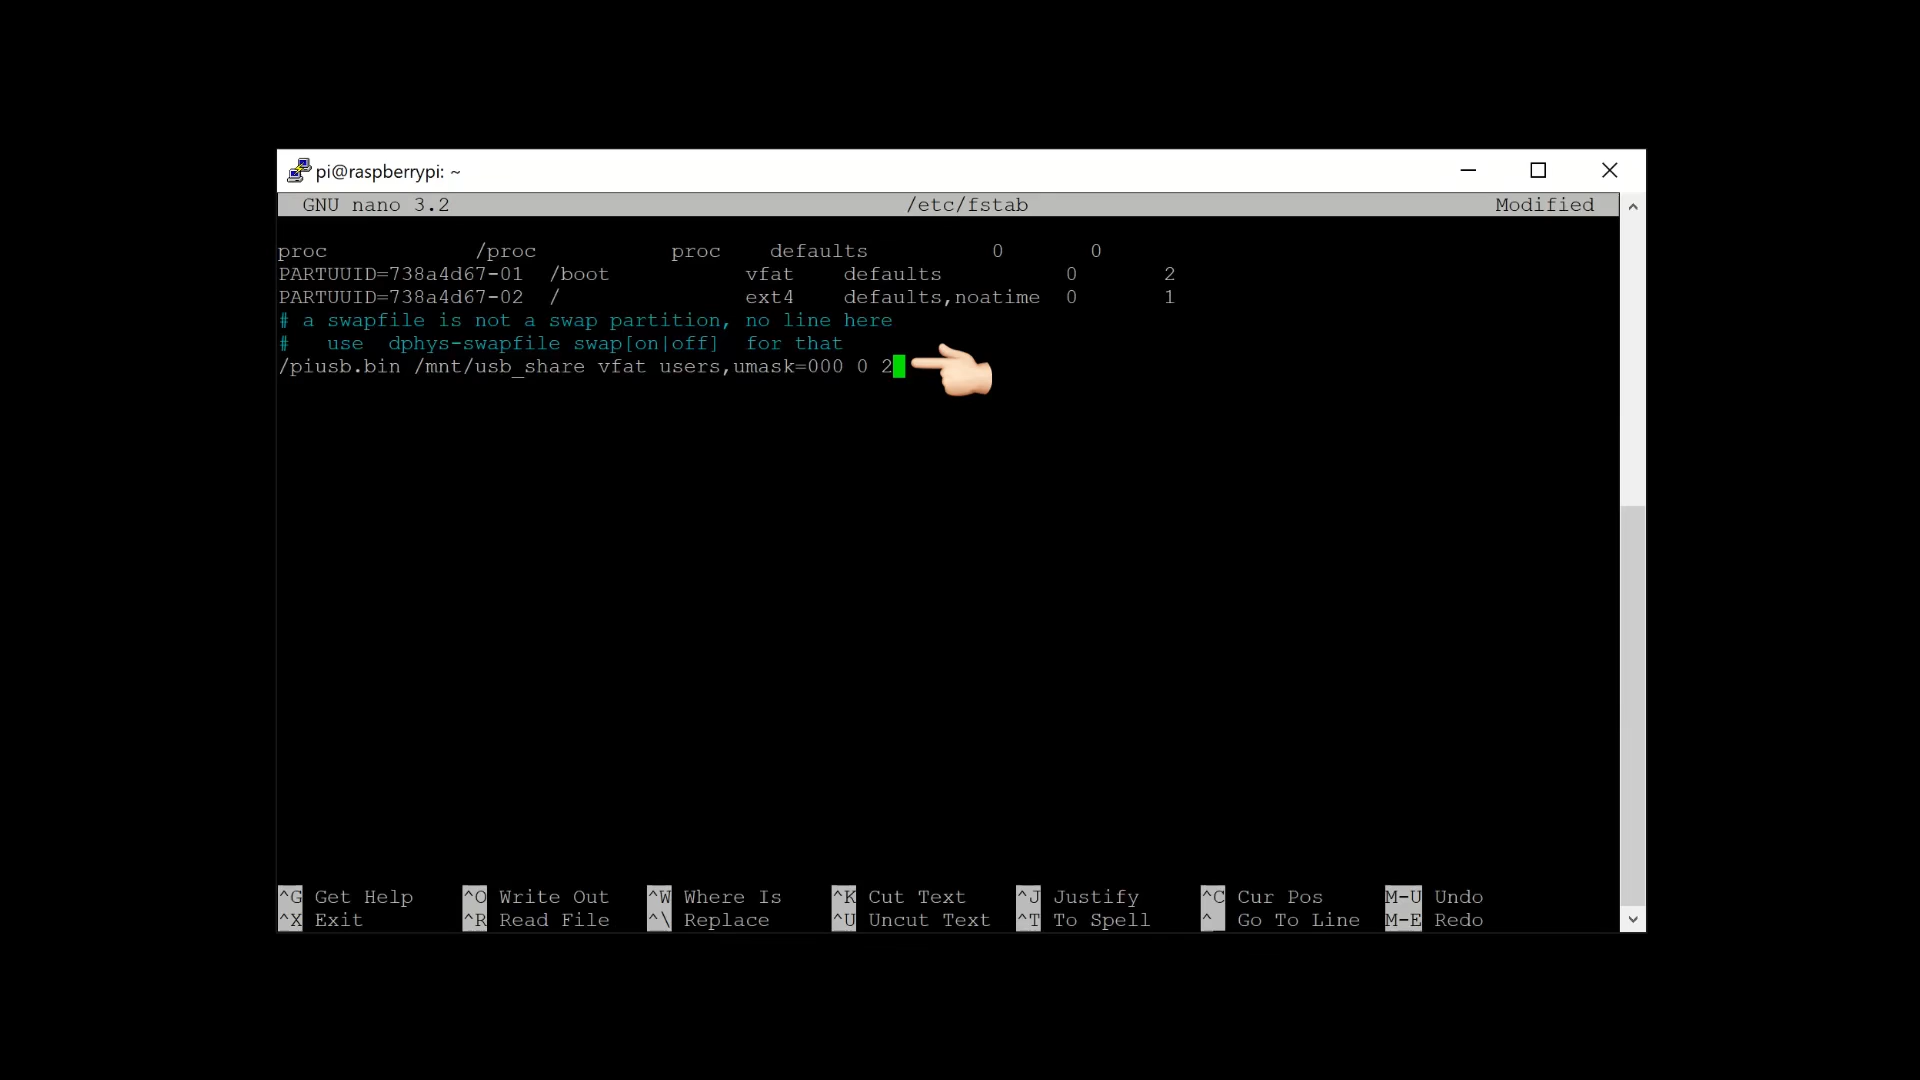 pi@raspberrypi: ~
GNU nano 3.2 /etc/fstab Modified
proc /proc proc defaults 0 0
PARTUUID=738a4d67-01 /boot vfat defaults 0 2
PARTUUID=738a4d67-02 / ext4 defaults,noatime 0 1
# a swapfile is not a swap partition, no line here
# use dphys-swapfile swap[on|off] for that
/piusb.bin /mnt/usb_share vfat users,umask=000 0 2
^G Get Help ^O Write Out ^W Where Is ^K Cut Text ^J Justify ^C Cur Pos M-U Undo
^X Exit ^R Read File ^\ Replace ^U Uncut Text ^T To Spell ^_ Go To Line M-E Redo